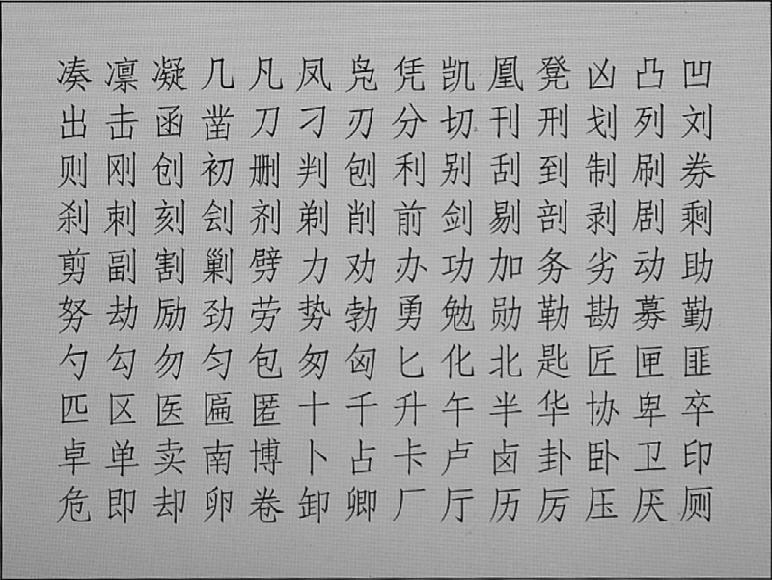 凑凛凝几凡凤凫凭凯凰凳凶凸凹
出击函凿刀刁刃分切刊刑划列刘
则刚创初删判刨利别刮到制刷券
刹刺刻刽剂剃削前剑剔剖剥剧剩
剪副割剿劈力劝办功加务劣动助
努劫励劲劳势勃勇勉勋勒勘募勤
勺勾勿匀包匆匈匕化北匙匠匣匪
匹区医匾匿十千升午半华协卑卒
卓单卖南博卜占卡卢卤卦卧卫印
危即却卵卷卸卿厂厅历厉压厌厕